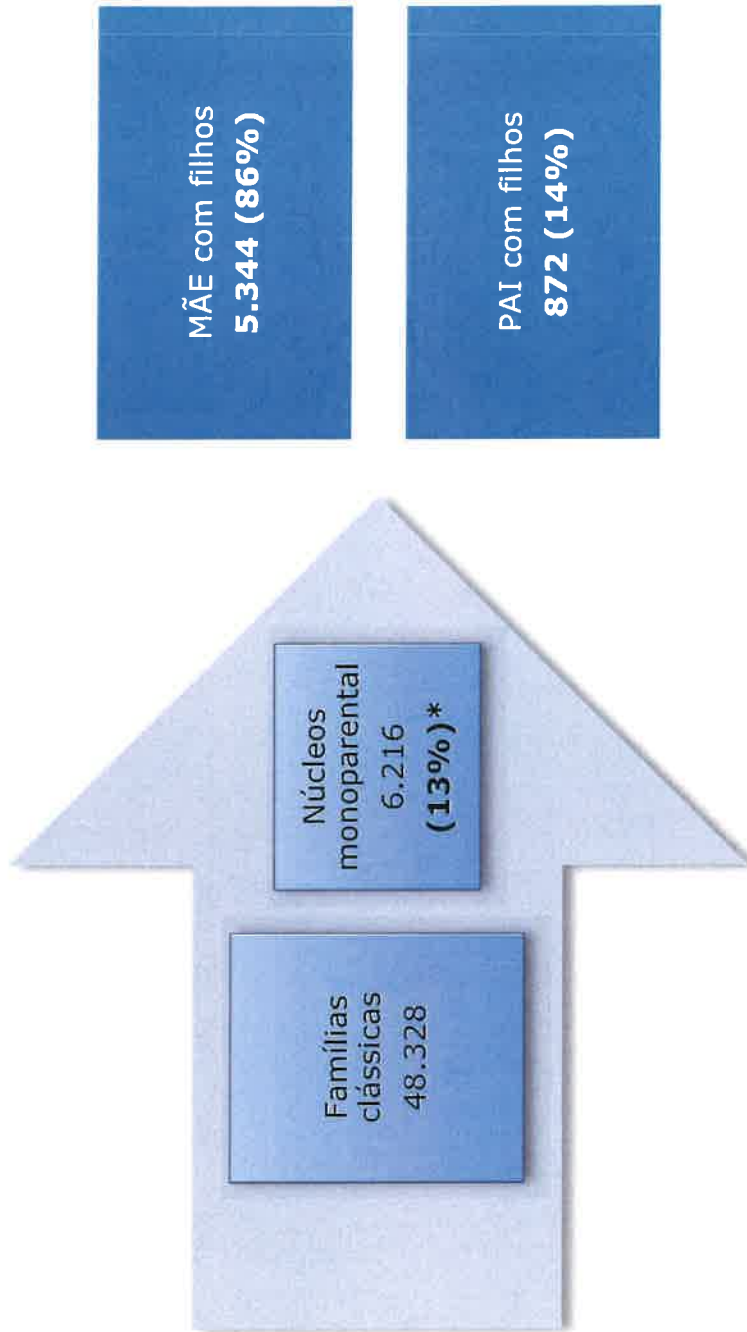 Famílias
clássicas
48.328
Núcleos
monoparental
6.216
(13%)*
MÃE com filhos
5.344 (86%)
PAI com filhos
872 (14%)